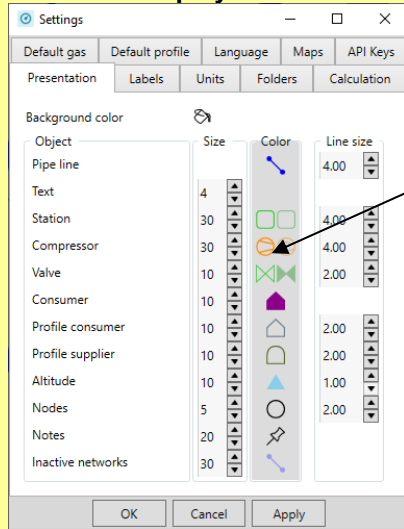 Settings
Default gas Default profile Language Maps API Keys
Presentation Labels Units Folders Calculation
Background color
Object Size Color Line size
Pipe line 4.00
Text 4
Station 30 4.00
Compressor 30 4.00
Valve 10 2.00
Consumer 10
Profile consumer 10 2.00
Profile supplier 10 2.00
Altitude 10 1.00
Nodes 5 2.00
Notes 20
Inactive networks 30
OK Cancel Apply